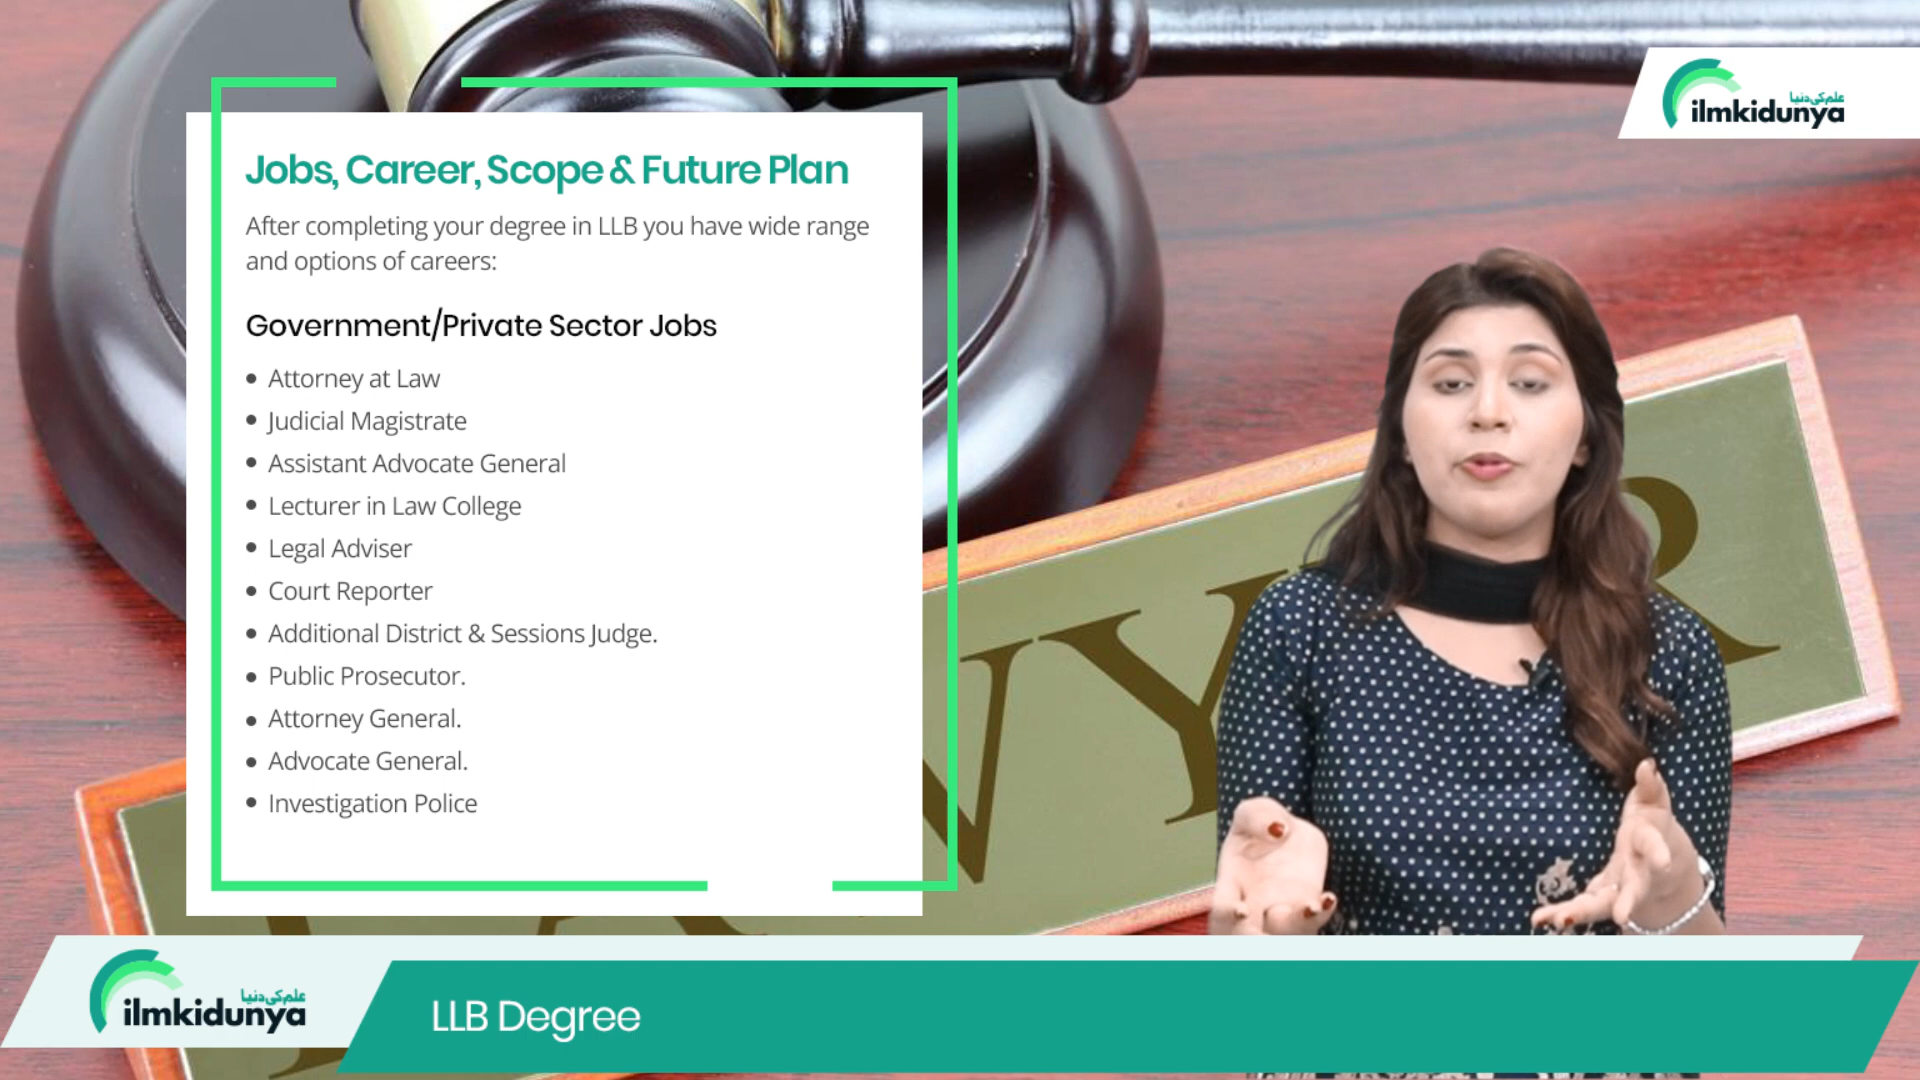 علم کی دنیا
ilmkidunya
Jobs, Career, Scope & Future Plan
After completing your degree in LLB you have wide range
and options of careers:
Government/Private Sector Jobs
• Attorney at Law
• Judicial Magistrate
• Assistant Advocate General
• Lecturer in Law College
• Legal Adviser
• Court Reporter
• Additional District & Sessions Judge.
• Public Prosecutor.
• Attorney General.
• Advocate General.
• Investigation Police
علم کی دنیا
ilmkidunya
LLB Degree